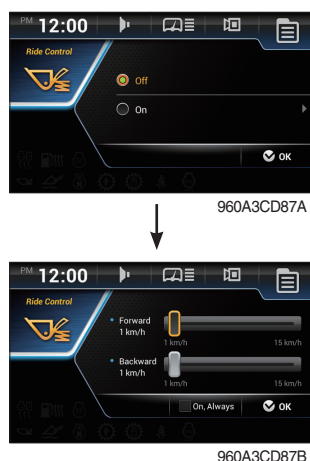 PM 12:00
Ride Control
Off
On
OK
960A3CD87A
PM 12:00
Ride Control
Forward
1 km/h
1 km/h 15 km/h
Backward
1 km/h
1 km/h 15 km/h
On, Always OK
960A3CD87B